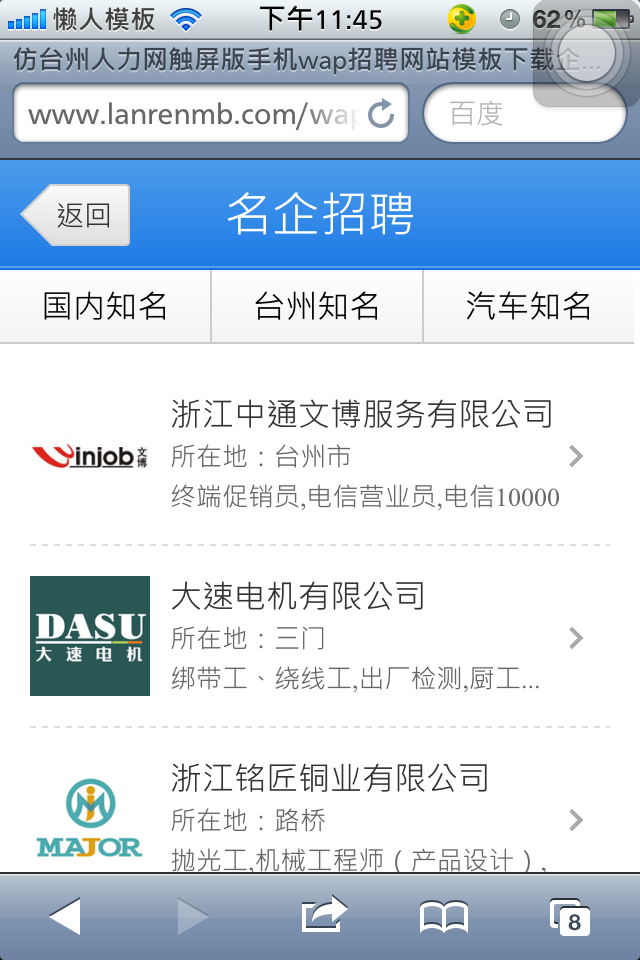 懒人模板
下午11:45
62%
仿台州人力网触屏版手机wap招聘网站模板下载企...
www.lanrenmb.com/wap
百度
返回
名企招聘
国内知名
台州知名
汽车知名
浙江中通文博服务有限公司
winjob文博
所在地：台州市
终端促销员,电信营业员,电信10000
大速电机有限公司
DASU
大速电机
所在地：三门
绑带工、绕线工,出厂检测,厨工...
浙江铭匠铜业有限公司
MAJOR
所在地：路桥
抛光工,机械工程师（产品设计）,
8